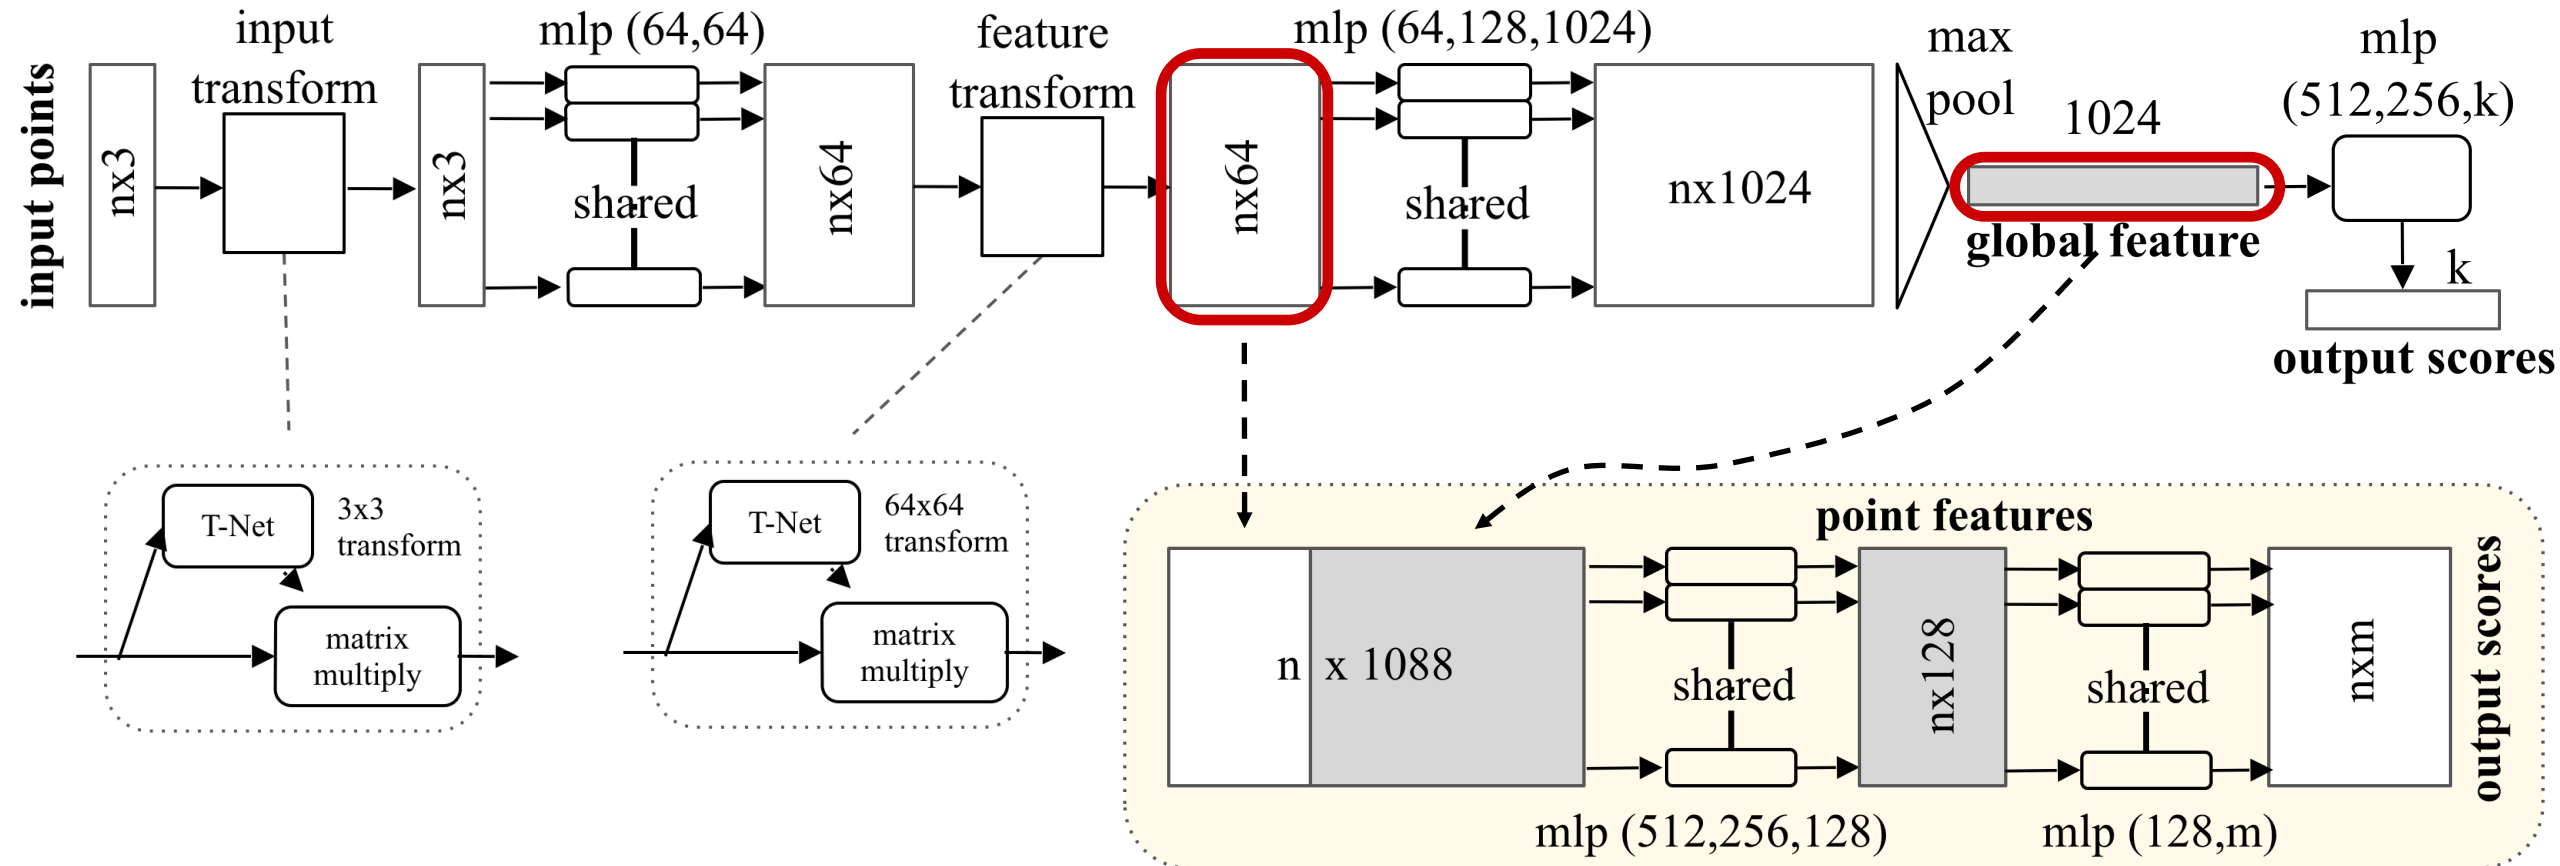 input points
nx3
input
transform
nx3
mlp (64,64)
shared
nx64
feature
transform
nx64
mlp (64,128,1024)
shared
nx1024
max
pool
1024
global feature
mlp
(512,256,k)
k
output scores
T-Net
3x3
transform
matrix
multiply
T-Net
64x64
transform
matrix
multiply
point features
n x 1088
shared
mlp (512,256,128)
nx128
shared
mlp (128,m)
nxm
output scores